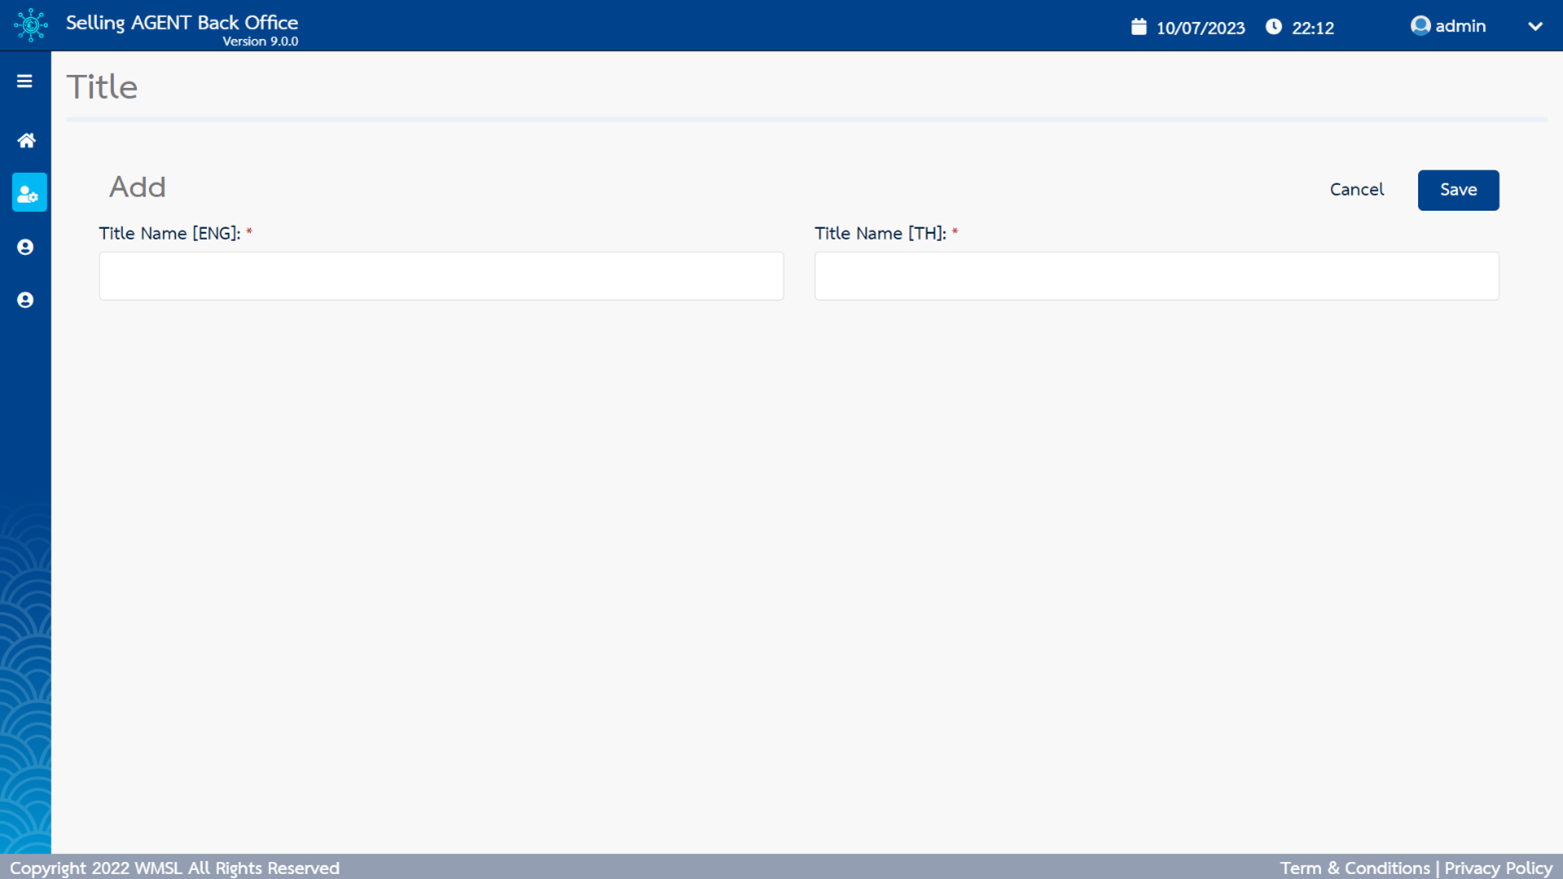 Selling AGENT Back Office
Version 9.0.0
10/07/2023 22:12 admin
Title
Add
Cancel Save
Title Name [ENG]: * Title Name [TH]: *
Copyright 2022 WMSL All Rights Reserved Term & Conditions | Privacy Policy